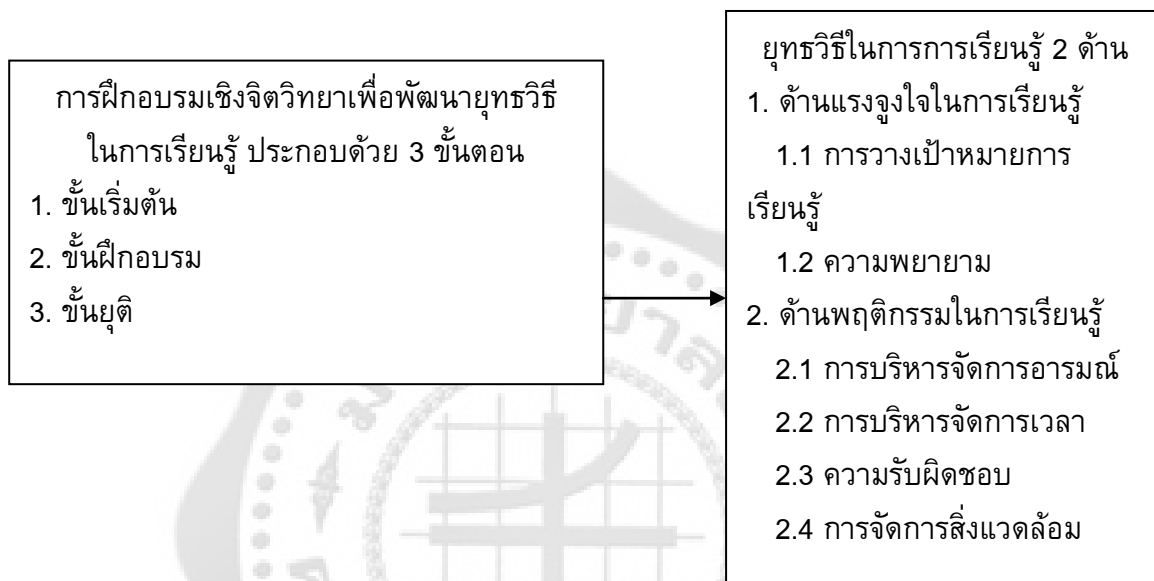 การฝึกอบรมเชิงจิตวิทยาเพื่อพัฒนายุทธวิธี
ในการเรียนรู้ ประกอบด้วย 3 ขั้นตอน
1. ขั้นเริ่มต้น
2. ขั้นฝึกอบรม
3. ขั้นยุติ
ยุทธวิธีในการการเรียนรู้ 2 ด้าน
1. ด้านแรงจูงใจในการเรียนรู้
1.1 การวางเป้าหมายการ
เรียนรู้
1.2 ความพยายาม
2. ด้านพฤติกรรมในการเรียนรู้
2.1 การบริหารจัดการอารมณ์
2.2 การบริหารจัดการเวลา
2.3 ความรับผิดชอบ
2.4 การจัดการสิ่งแวดล้อม